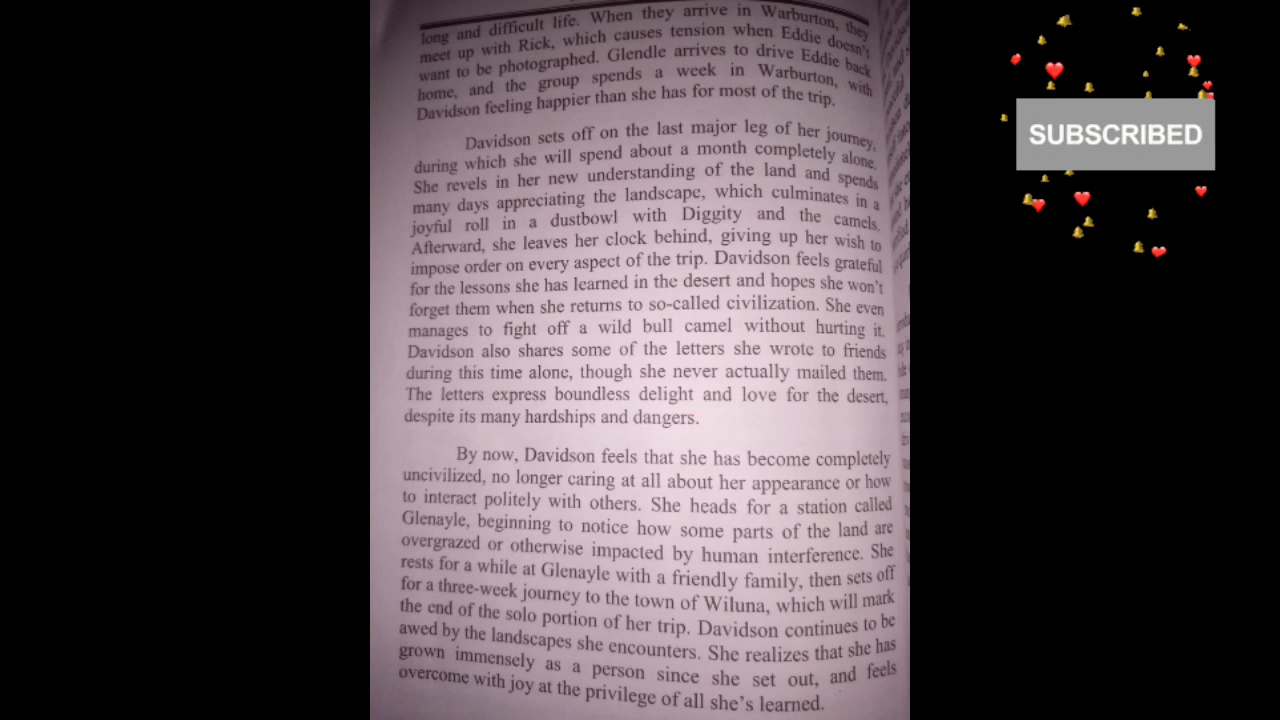 long and difficult life. When they arrive in Warburton, they
meet up with Rick, which causes tension when Eddie doesn't
want to be photographed. Glendle arrives to drive Eddie back
home, and the group spends a week in Warburton, with
Davidson feeling happier than she has for most of the trip.
Davidson sets off on the last major leg of her journey,
during which she will spend about a month completely alone.
She revels in her new understanding of the land and spends
many days appreciating the landscape, which culminates in a
joyful roll in a dustbowl with Diggity and the camels.
Afterward, she leaves her clock behind, giving up her wish to
impose order on every aspect of the trip. Davidson feels grateful
for the lessons she has learned in the desert and hopes she won't
forget them when she returns to so-called civilization. She even
manages to fight off a wild bull camel without hurting it.
Davidson also shares some of the letters she wrote to friends
during this time alone, though she never actually mailed them.
The letters express boundless delight and love for the desert,
despite its many hardships and dangers.
By now, Davidson feels that she has become completely
uncivilized, no longer caring at all about her appearance or how
to interact politely with others. She heads for a station called
Glenayle, beginning to notice how some parts of the land are
overgrazed or otherwise impacted by human interference. She
rests for a while at Glenayle with a friendly family, then sets off
for a three-week journey to the town of Wiluna, which will mark
the end of the solo portion of her trip. Davidson continues to be
awed by the landscapes she encounters. She realizes that she has
grown immensely as a person since she set out, and feels
overcome with joy at the privilege of all she's learned.
SUBSCRIBED